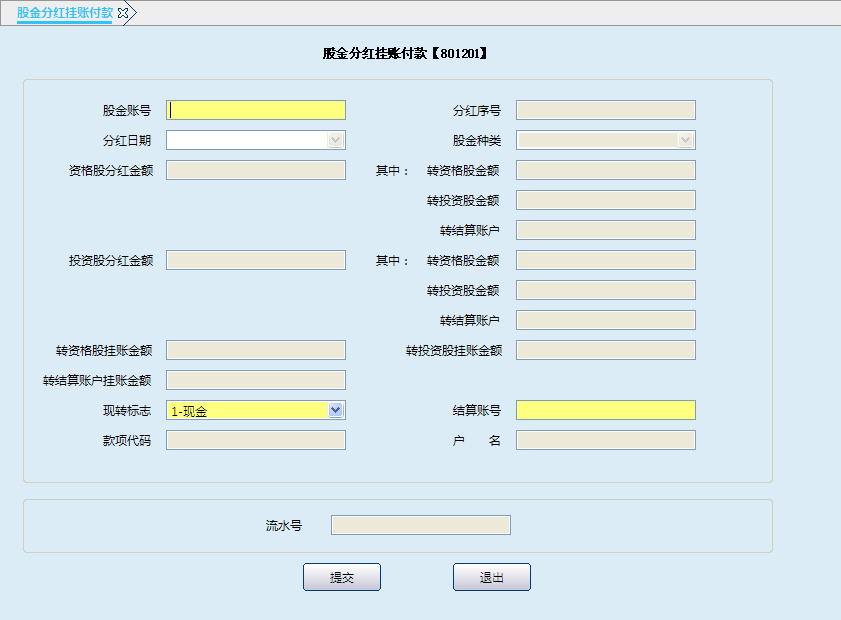 股金分红挂账付款
股金分红挂账付款【801201】
股金账号 分红序号
分红日期 股金种类
资格股分红金额 其中： 转资格股金额
转投资股金额
转结算账户
投资股分红金额 其中： 转资格股金额
转投资股金额
转结算账户
转资格股挂账金额 转投资股挂账金额
转结算账户挂账金额
现转标志 1-现金 结算账号
款项代码 户 名
流水号
提交 退出